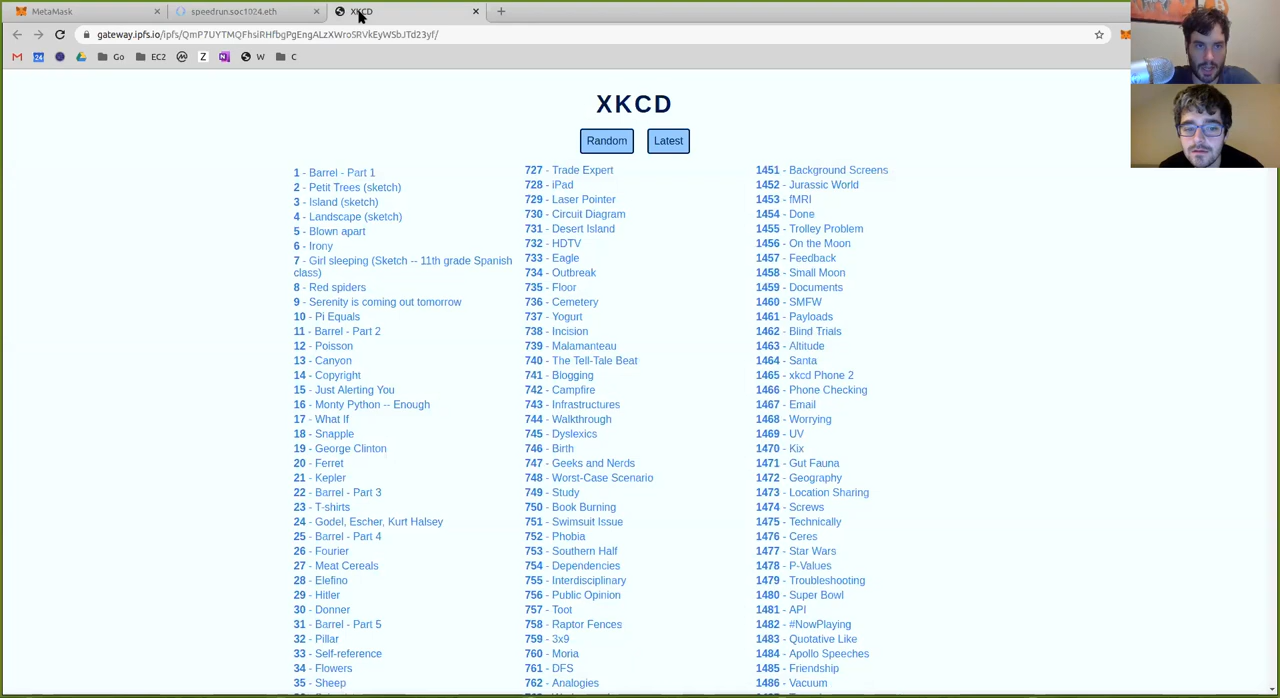 MetaMask
speedrun.soc1024.eth
XKCD
gateway.ipfs.io/ipfs/QmP7UYTMQFhsiRHfbgPgEngALzXWroSRVkEyWSbJTd23yf/
Go
EC2
Z
W
C
XKCD
Random
Latest
1 - Barrel - Part 1
2 - Petit Trees (sketch)
3 - Island (sketch)
4 - Landscape (sketch)
5 - Blown apart
6 - Irony
7 - Girl sleeping (Sketch -- 11th grade Spanish
class)
8 - Red spiders
9 - Serenity is coming out tomorrow
10 - Pi Equals
11 - Barrel - Part 2
12 - Poisson
13 - Canyon
14 - Copyright
15 - Just Alerting You
16 - Monty Python -- Enough
17 - What If
18 - Snapple
19 - George Clinton
20 - Ferret
21 - Kepler
22 - Barrel - Part 3
23 - T-shirts
24 - Godel, Escher, Kurt Halsey
25 - Barrel - Part 4
26 - Fourier
27 - Meat Cereals
28 - Elefino
29 - Hitler
30 - Donner
31 - Barrel - Part 5
32 - Pillar
33 - Self-reference
34 - Flowers
35 - Sheep
727 - Trade Expert
728 - iPad
729 - Laser Pointer
730 - Circuit Diagram
731 - Desert Island
732 - HDTV
733 - Eagle
734 - Outbreak
735 - Floor
736 - Cemetery
737 - Yogurt
738 - Incision
739 - Malamanteau
740 - The Tell-Tale Beat
741 - Blogging
742 - Campfire
743 - Infrastructures
744 - Walkthrough
745 - Dyslexics
746 - Birth
747 - Geeks and Nerds
748 - Worst-Case Scenario
749 - Study
750 - Book Burning
751 - Swimsuit Issue
752 - Phobia
753 - Southern Half
754 - Dependencies
755 - Interdisciplinary
756 - Public Opinion
757 - Toot
758 - Raptor Fences
759 - 3x9
760 - Moria
761 - DFS
762 - Analogies
1451 - Background Screens
1452 - Jurassic World
1453 - fMRI
1454 - Done
1455 - Trolley Problem
1456 - On the Moon
1457 - Feedback
1458 - Small Moon
1459 - Documents
1460 - SMFW
1461 - Payloads
1462 - Blind Trials
1463 - Altitude
1464 - Santa
1465 - xkcd Phone 2
1466 - Phone Checking
1467 - Email
1468 - Worrying
1469 - UV
1470 - Kix
1471 - Gut Fauna
1472 - Geography
1473 - Location Sharing
1474 - Screws
1475 - Technically
1476 - Ceres
1477 - Star Wars
1478 - P-Values
1479 - Troubleshooting
1480 - Super Bowl
1481 - API
1482 - #NowPlaying
1483 - Quotative Like
1484 - Apollo Speeches
1485 - Friendship
1486 - Vacuum